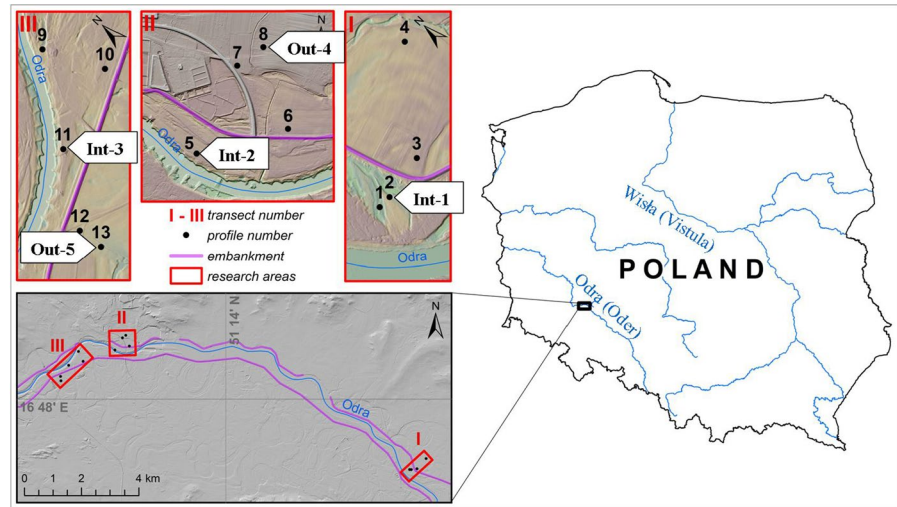 III
9
N
10
Odra
11
Int-3
12
13
Out-5
II
N
8
Out-4
7
6
Odra
5
Int-2
I
4
N
3
2
1
Int-1
Odra
I - III transect number
profile number
embankment
research areas
II
III
51 14' N
N
16 48' E
Odra
I
0 1 2 4 km
Wisła (Vistula)
POLAND
Odra (Oder)